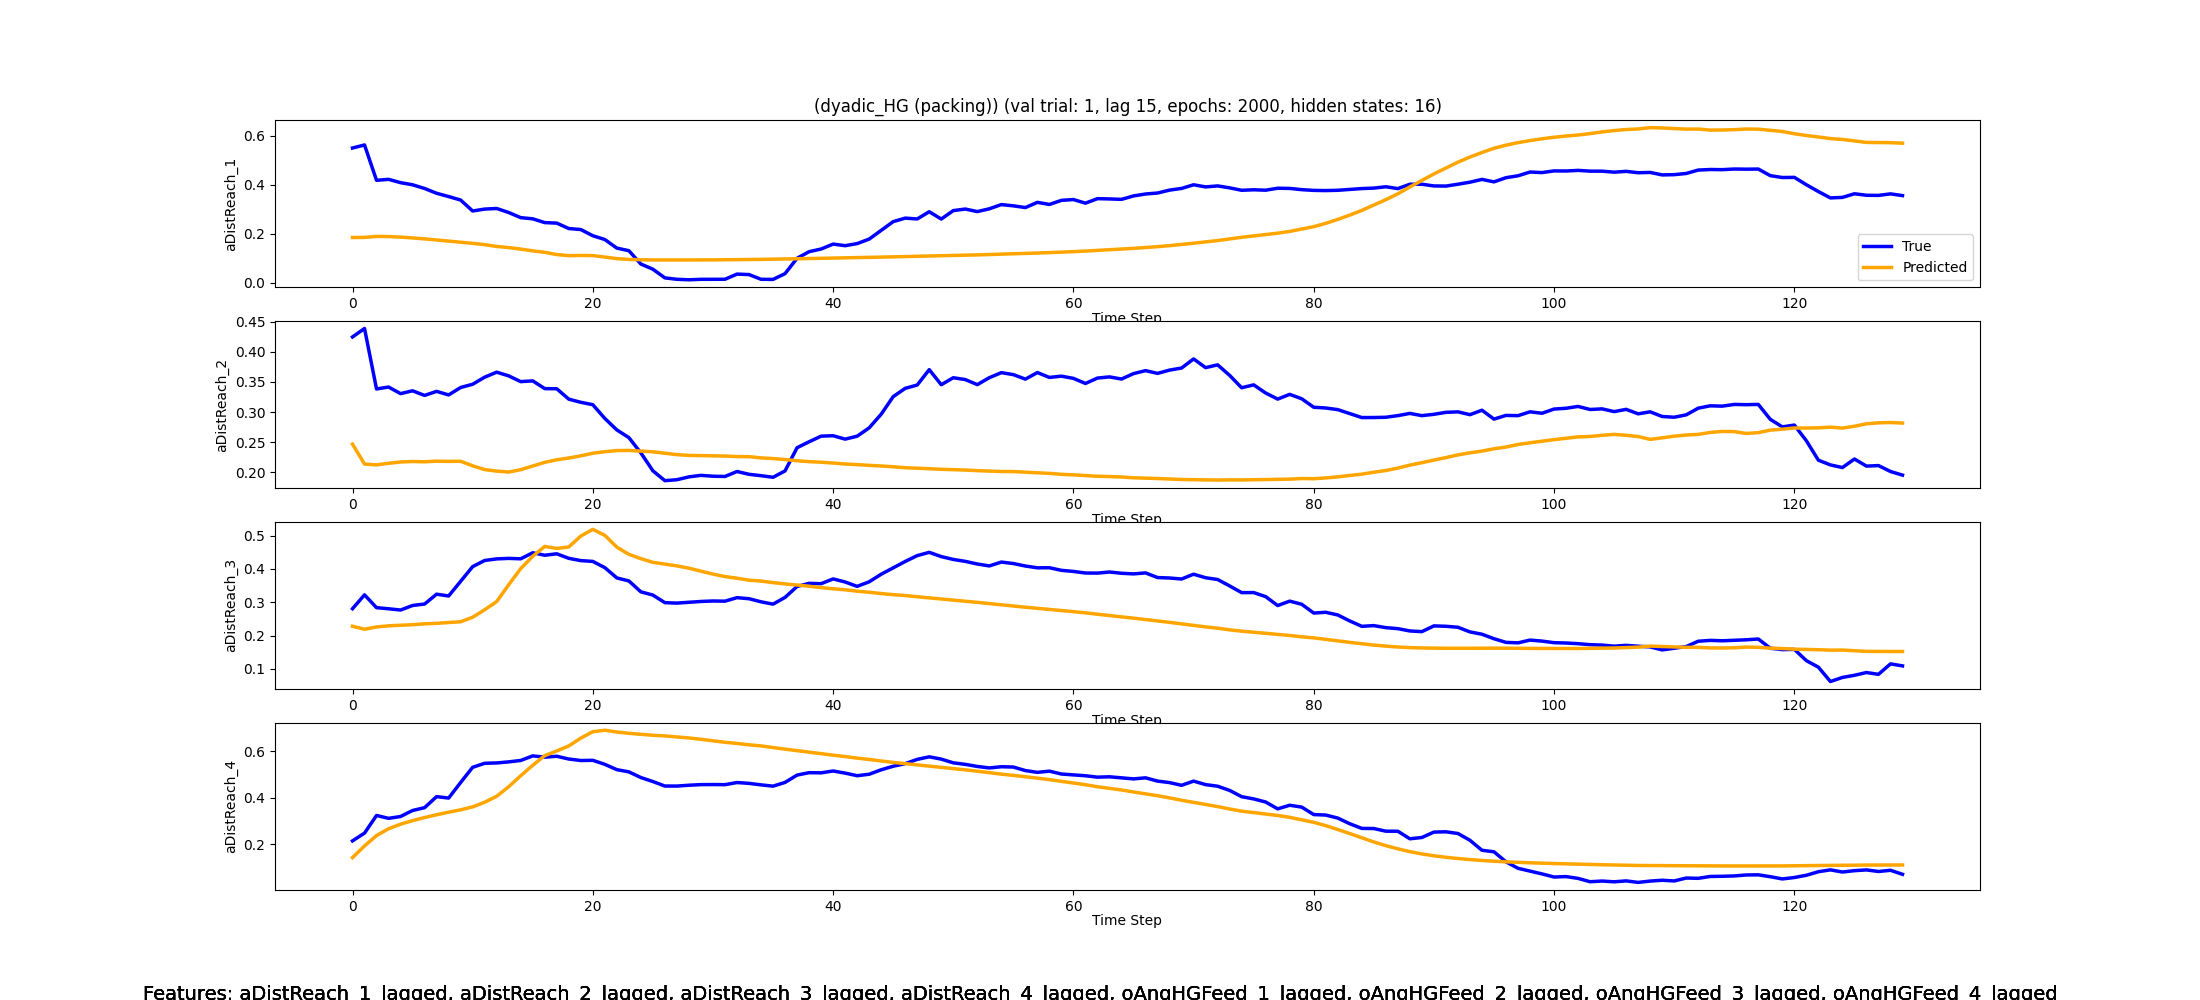 (dyadic_HG (packing)) (val trial: 1, lag 15, epochs: 2000, hidden states: 16)
aDistReach_1
0.6
0.4
0.2
0.0
True
Predicted
0 20 40 60 80 100 120
Time Step
aDistReach_2
0.45
0.40
0.35
0.30
0.25
0.20
0 20 40 60 80 100 120
Time Step
aDistReach_3
0.5
0.4
0.3
0.2
0.1
0 20 40 60 80 100 120
Time Step
aDistReach_4
0.6
0.4
0.2
0 20 40 60 80 100 120
Time Step
Features: aDistReach_1_lagged, aDistReach_2_lagged, aDistReach_3_lagged, aDistReach_4_lagged, oAngHGFeed_1_lagged, oAngHGFeed_2_lagged, oAngHGFeed_3_lagged, oAngHGFeed_4_lagged